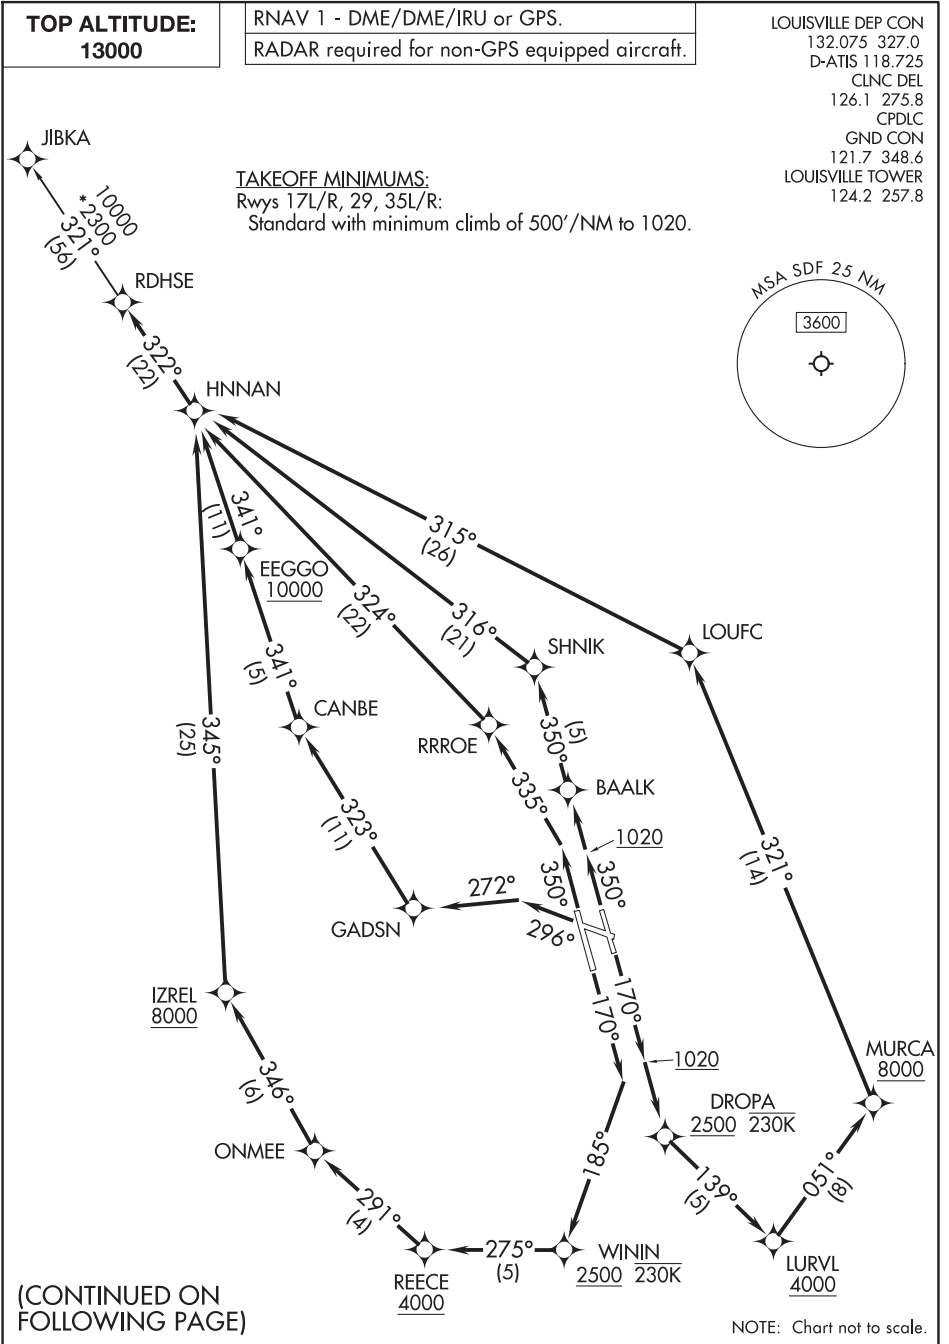 TOP ALTITUDE:
13000
RNAV 1 - DME/DME/IRU or GPS.
RADAR required for non-GPS equipped aircraft.
LOUISVILLE DEP CON
132.075 327.0
D-ATIS 118.725
CLNC DEL
126.1 275.8
CPDLC
GND CON
121.7 348.6
LOUISVILLE TOWER
124.2 257.8
JIBKA
TAKEOFF MINIMUMS:
Rwys 17L/R, 29, 35L/R:
Standard with minimum climb of 500'/NM to 1020.
10000
*2300
321°
(56)
RDHSE
MSA SDF 25 NM
3600
322°
(22)
HNNAN
341°
(11)
EEGGO
10000
315°
(26)
324°
(22)
316°
(21)
SHNIK
LOUFC
341°
(5)
CANBE
345°
(25)
RRROE
350°
(5)
BAALK
335°
323°
(11)
1020
350°
350°
321°
(14)
272°
GADSN
296°
IZREL
8000
170°
170°
1020
MURCA
8000
346°
(6)
DROPA
2500 230K
ONMEE
185°
139°
(5)
051°
(8)
291°
(4)
275°
(5)
WININ
2500 230K
REECE
4000
LURVL
4000
(CONTINUED ON
FOLLOWING PAGE)
NOTE: Chart not to scale.